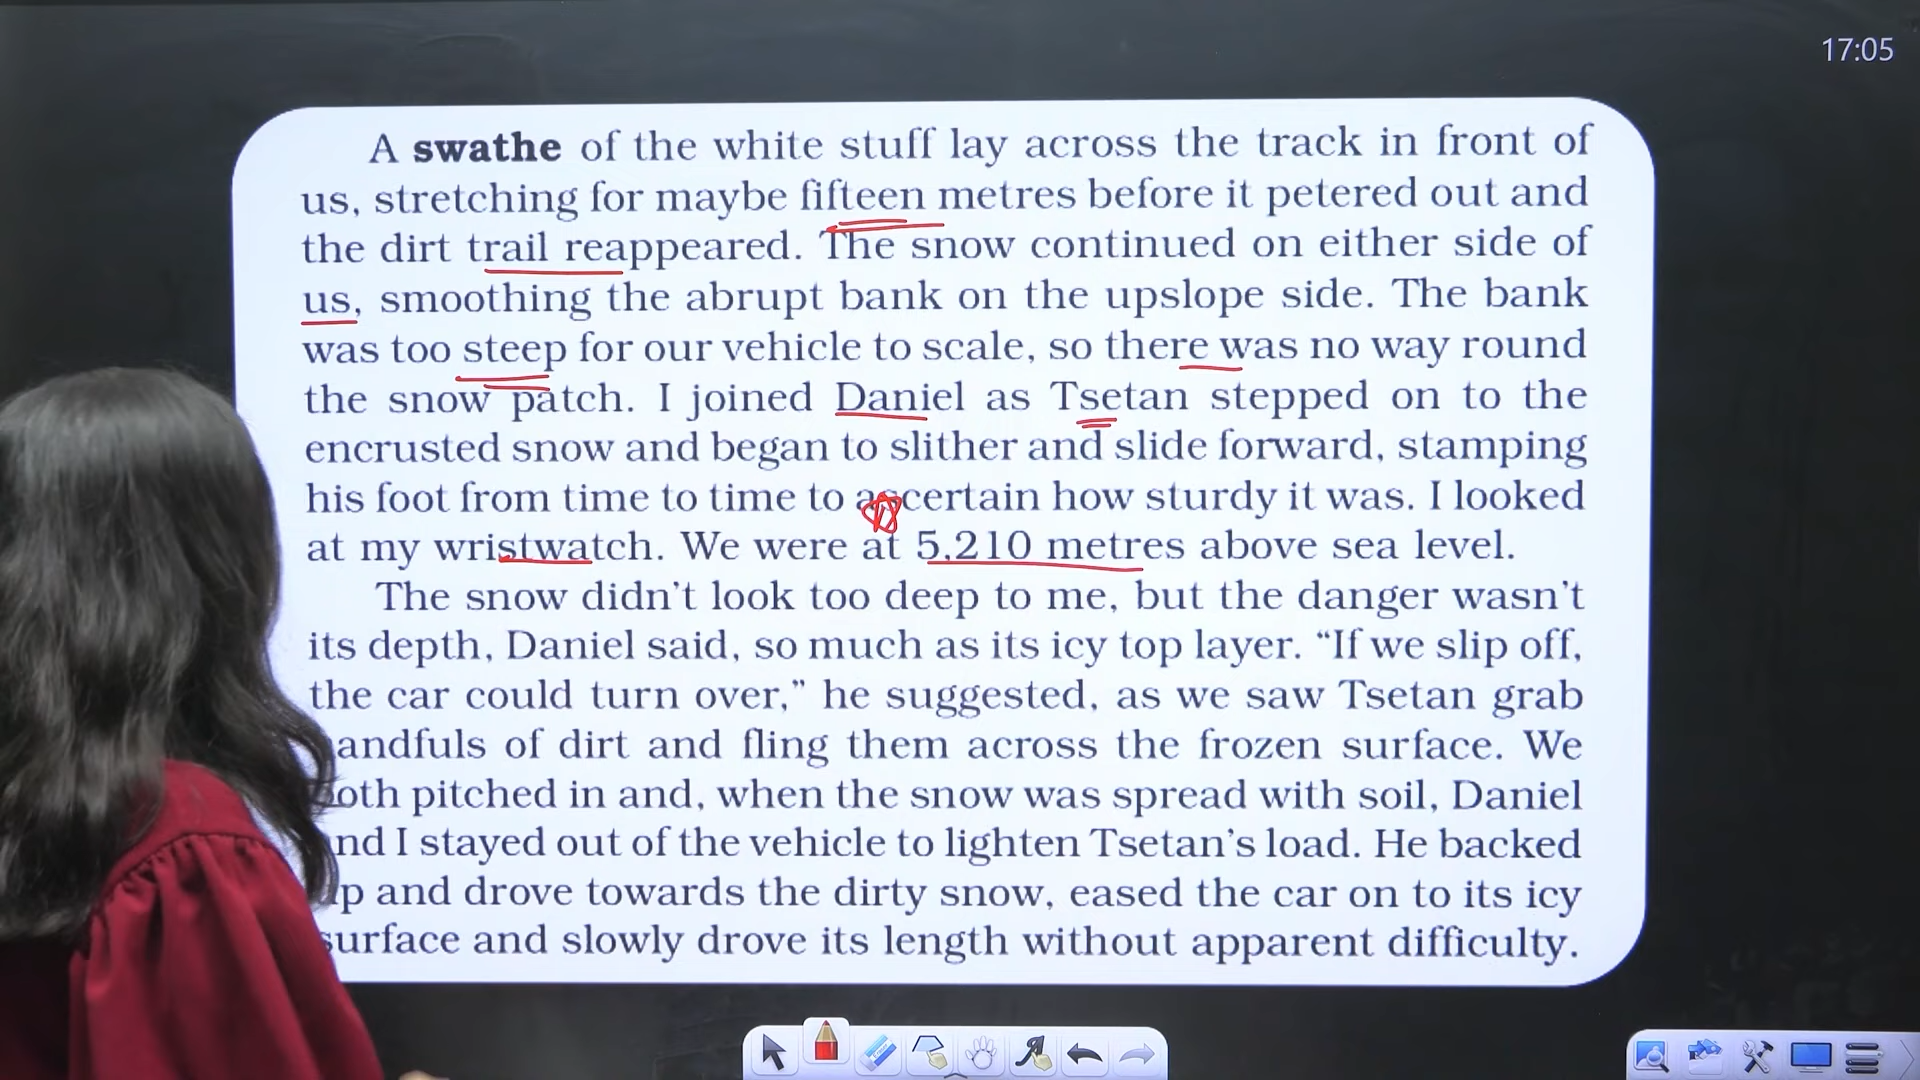 17:05
A swathe of the white stuff lay across the track in front of
us, stretching for maybe fifteen metres before it petered out and
the dirt trail reappeared. The snow continued on either side of
us, smoothing the abrupt bank on the upslope side. The bank
was too steep for our vehicle to scale, so there was no way round
the snow patch. I joined Daniel as Tsetan stepped on to the
encrusted snow and began to slither and slide forward, stamping
his foot from time to time to ascertain how sturdy it was. I looked
at my wristwatch. We were at 5,210 metres above sea level.
The snow didn't look too deep to me, but the danger wasn't
its depth, Daniel said, so much as its icy top layer. “If we slip off,
the car could turn over,” he suggested, as we saw Tsetan grab
handfuls of dirt and fling them across the frozen surface. We
both pitched in and, when the snow was spread with soil, Daniel
and I stayed out of the vehicle to lighten Tsetan's load. He backed
up and drove towards the dirty snow, eased the car on to its icy
surface and slowly drove its length without apparent difficulty.